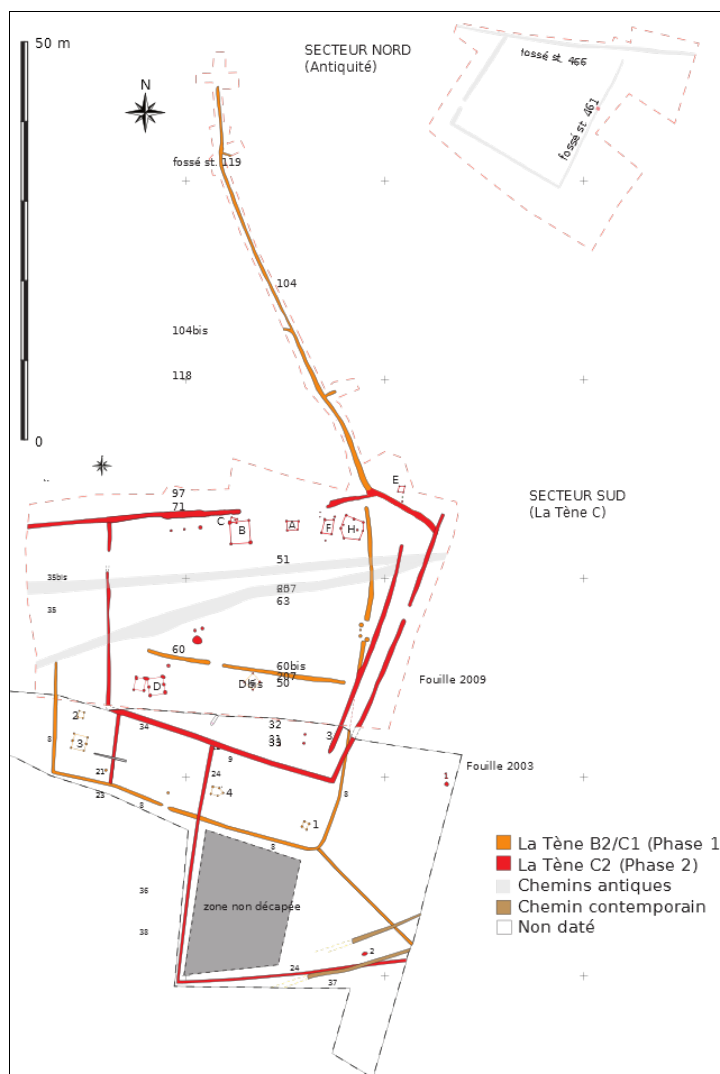 50 m
SECTEUR NORD
(Antiquité)
fossé st. 466
N
fossé st. 461
fossé st. 119
104
104bis
118
0
E
97
71
SECTEUR SUD
(La Tène C)
C
B
A
F
H
51
35bis
63
35
60
60bis
207
50
D
Dbis
Fouille 2009
2
34
32
31
33
3
8
3
9
Fouille 2003
21*
24
4
1
23
8
8
1
8
La Tène B2/C1 (Phase 1
La Tène C2 (Phase 2)
Chemins antiques
Chemin contemporain
Non daté
36
zone non décapée
38
2
24
37